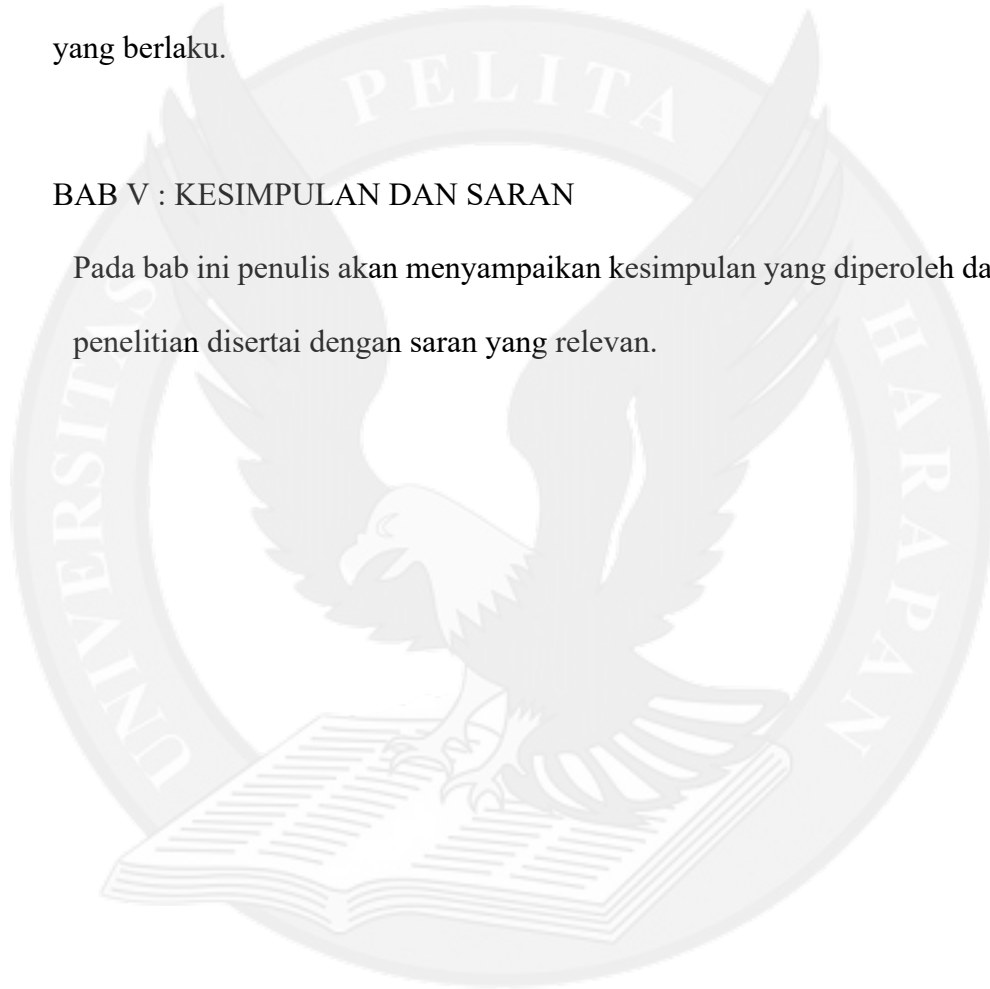 yang berlaku.
BAB V : KESIMPULAN DAN SARAN
Pada bab ini penulis akan menyampaikan kesimpulan yang diperoleh da
penelitian disertai dengan saran yang relevan.
UNIVERSITAS PELITA HARAPAN